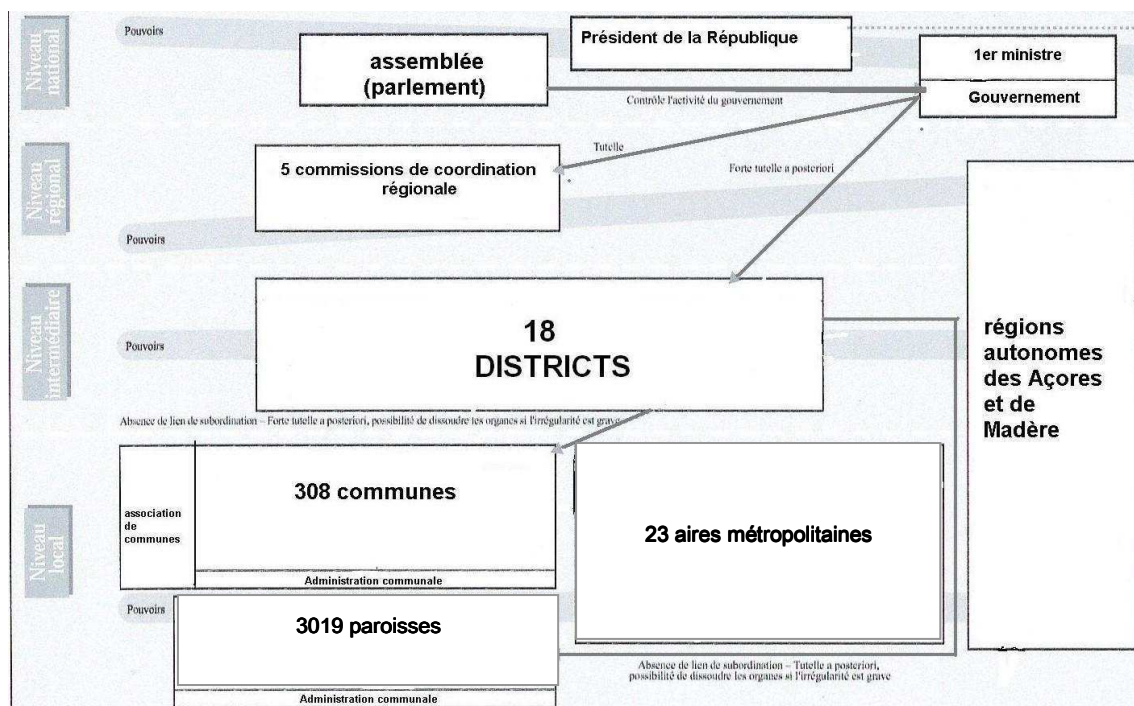 Niveau
national
Pouvoirs
assemblée
(parlement)
Président de la République
1er ministre
Gouvernement
Contrôle l'activité du gouvernement
Tutelle
Forte tutelle a posteriori
Niveau
régional
5 commissions de coordination
régionale
Pouvoirs
Niveau
intermédiaire
Pouvoirs
18
DISTRICTS
régions
autonomes
des Açores
et de
Madère
Absence de lien de subordination – Forte tutelle a posteriori, possibilité de dissoudre les organes si l'irrégularité est grave
Niveau
local
association
de
communes
308 communes
Administration communale
23 aires métropolitaines
Pouvoirs
3019 paroisses
Administration communale
Absence de lien de subordination – Tutelle a posteriori,
possibilité de dissoudre les organes si l'irrégularité est grave